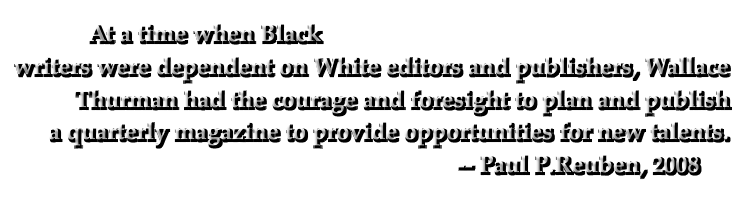 At a time when Black
writers were dependent on White editors and publishers, Wallace
Thurman had the courage and foresight to plan and publish
a quarterly magazine to provide opportunities for new talents.
-- Paul P.Reuben, 2008